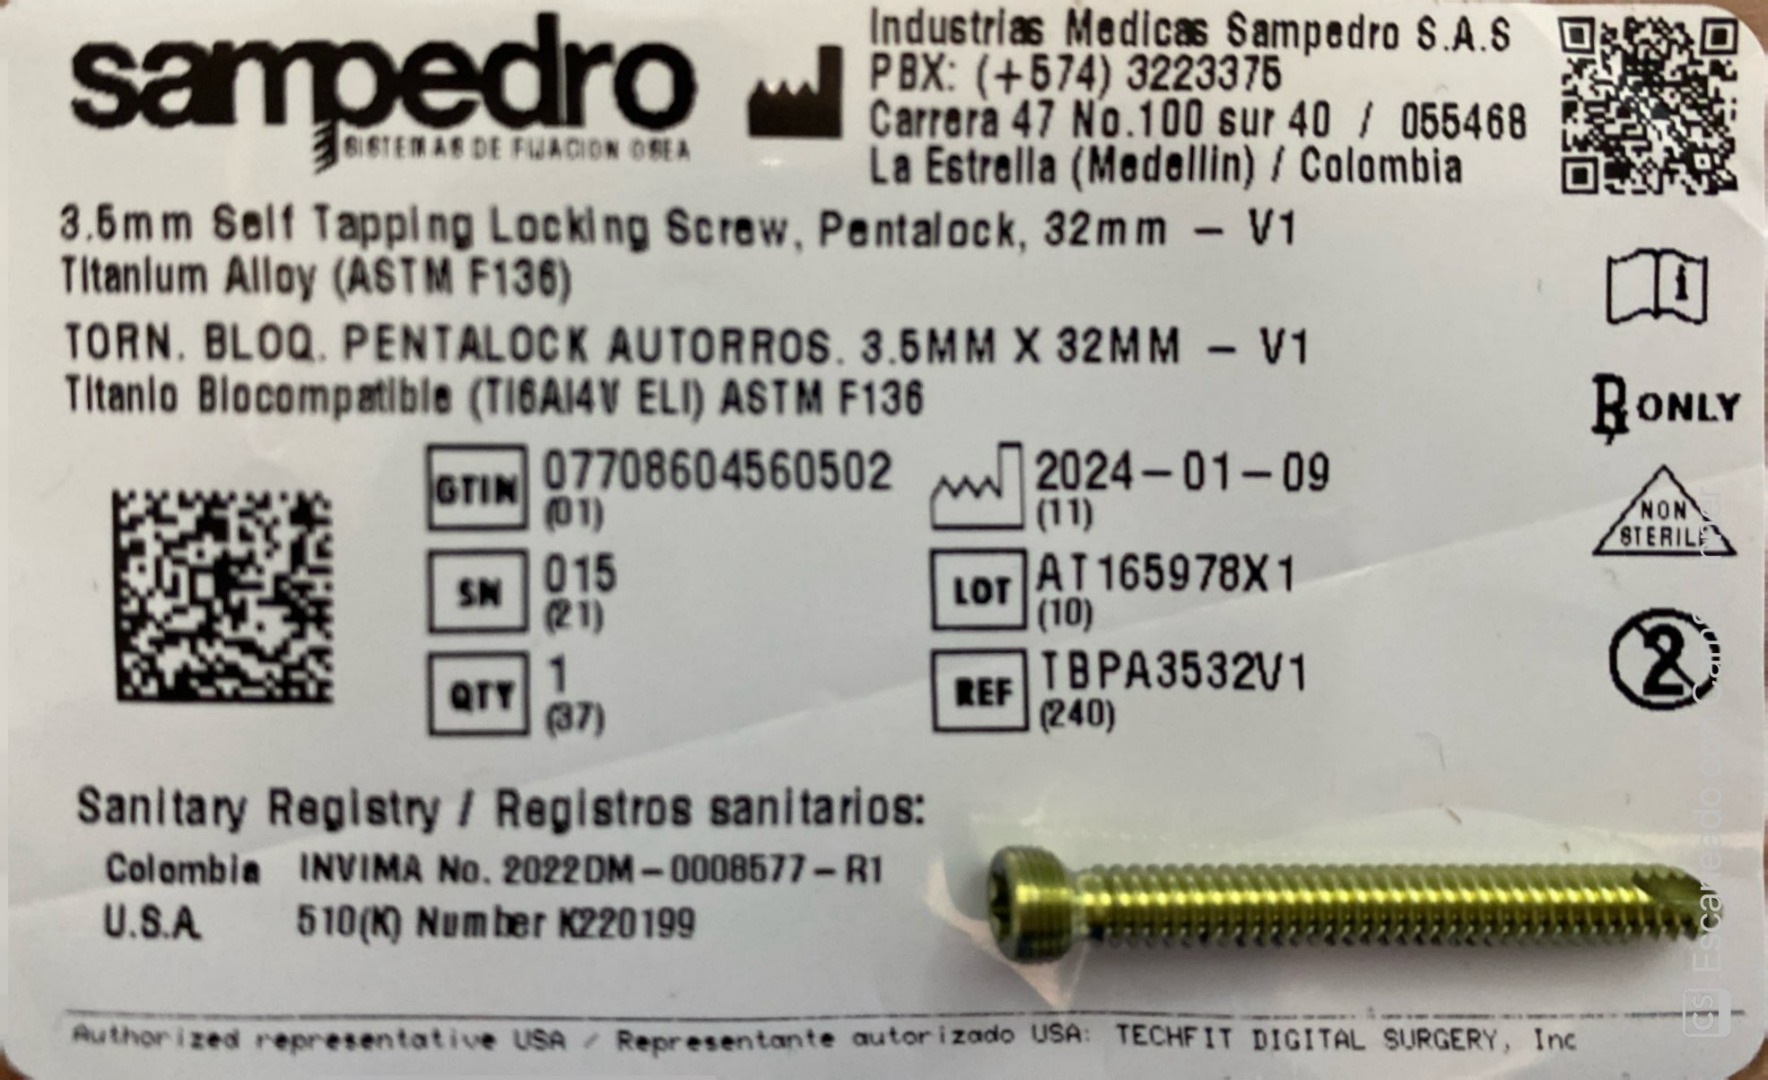 sampedro
SISTEMAS DE FIJACION OSEA
Industrias Medicas Sampedro S.A.S
PBX: (+574) 3223375
Carrera 47 No.100 sur 40 / 055468
La Estrella (Medellin) / Colombia
3.5mm Self Tapping Locking Screw, Pentalock, 32mm – V1
Titanium Alloy (ASTM F136)
TORN. BLOQ. PENTALOCK AUTORROS. 3.5MM X 32MM – V1
Titanio Biocompatible (TI6Al4V ELI) ASTM F136
i
Rx ONLY
NON
STERILE
2
GTIN 07708604560502
(01)
2024-01-09
(11)
SN 015
(21)
LOT AT165978X1
(10)
QTY 1
(37)
REF TBPA3532V1
(240)
Sanitary Registry / Registros sanitarios:
Colombia INVIMA No. 2022DM-0008577-R1
U.S.A. 510(K) Number K220199
Authorized representative USA / Representante autorizado USA: TECHFIT DIGITAL SURGERY, Inc
CS Escaneado con CamScanner